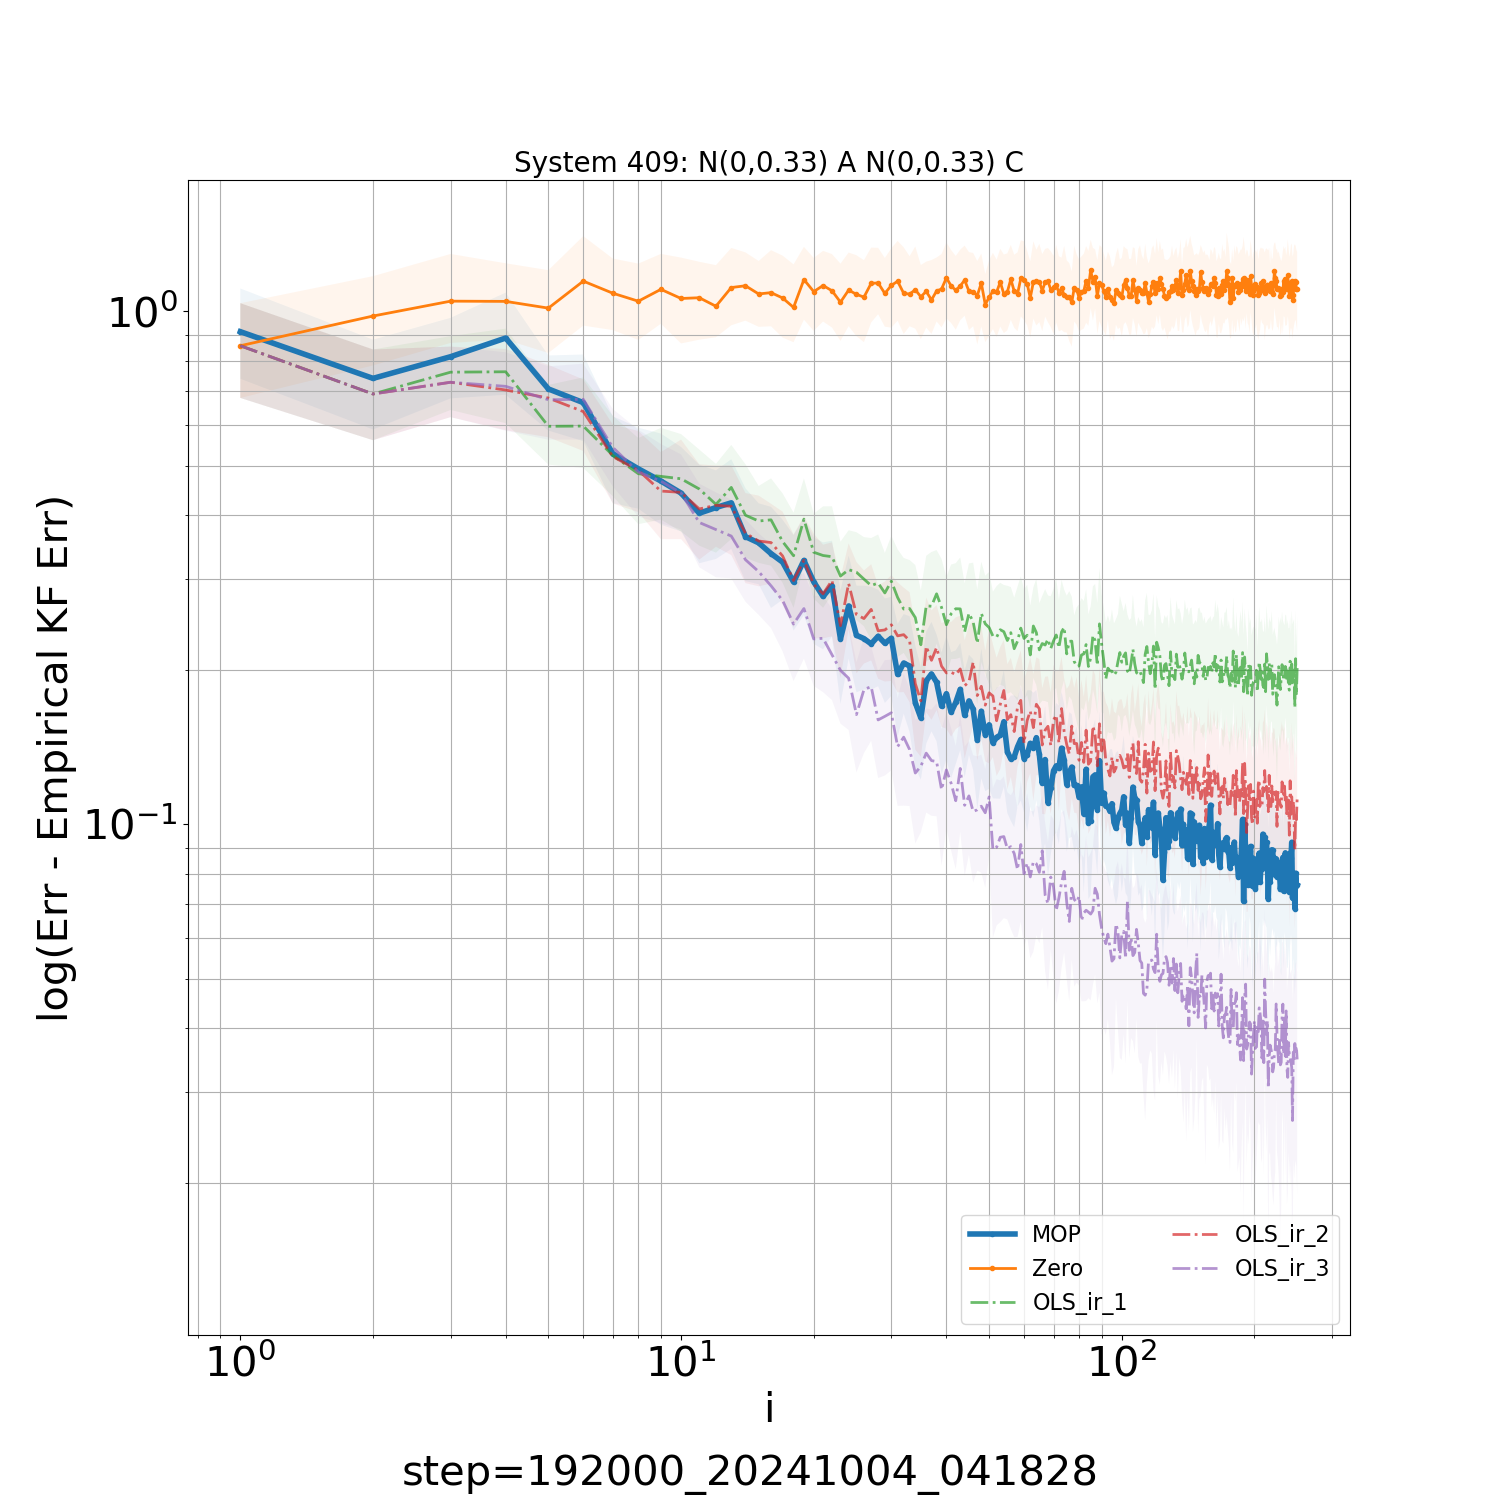 System 409: N(0,0.33) A N(0,0.33) C
log(Err - Empirical KF Err)
10⁰
10⁻¹
MOP
Zero
OLS_ir_1
OLS_ir_2
OLS_ir_3
10⁰
10¹
10²
i
step=192000_20241004_041828